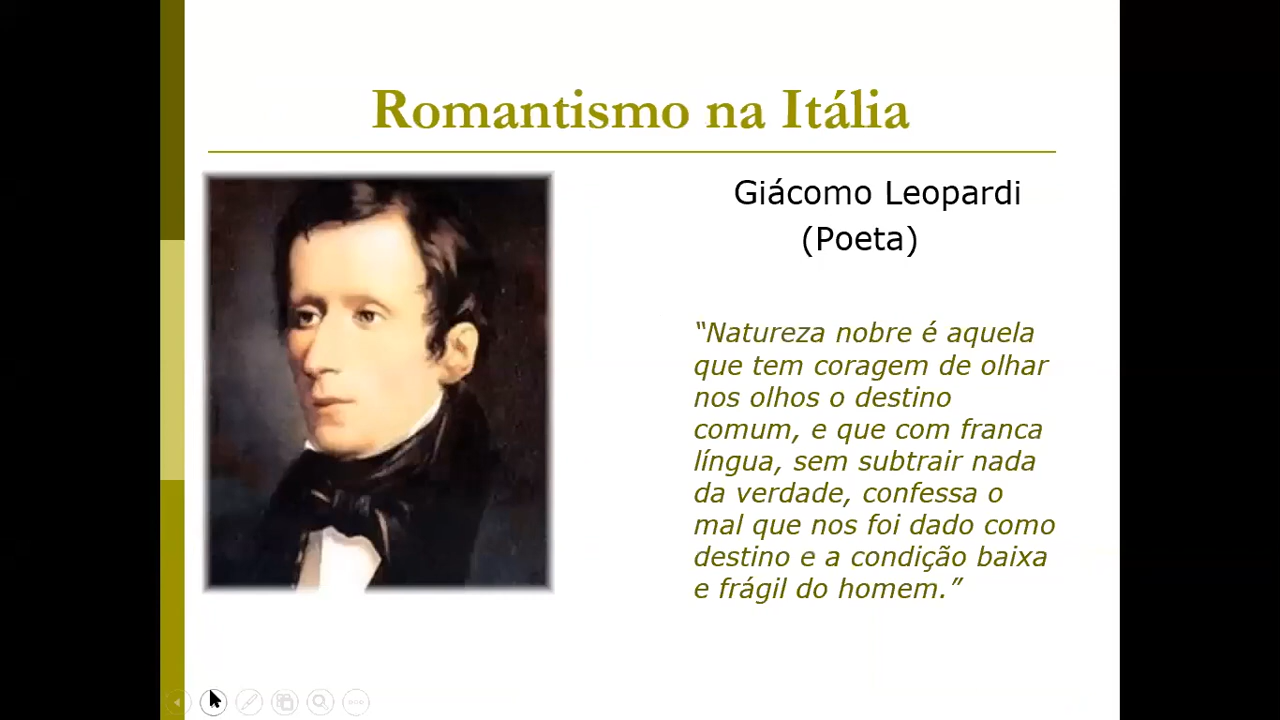 Romantismo na Itália
Giácomo Leopardi
(Poeta)
“Natureza nobre é aquela
que tem coragem de olhar
nos olhos o destino
comum, e que com franca
língua, sem subtrair nada
da verdade, confessa o
mal que nos foi dado como
destino e a condição baixa
e frágil do homem.”